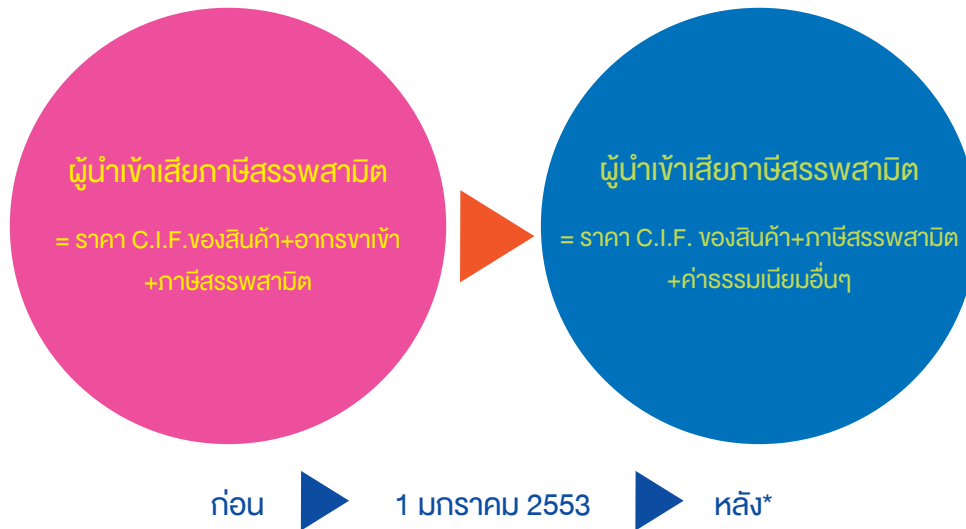 ผู้นำเข้าเสียภาษีสรรพสามิต
= ราคา C.I.F.ของสินค้า+อากรขาเข้า
+ภาษีสรรพสามิต
ผู้นำเข้าเสียภาษีสรรพสามิต
= ราคา C.I.F. ของสินค้า+ภาษีสรรพสามิต
+ค่าธรรมเนียมอื่นๆ
ก่อน 1 มกราคม 2553 หลัง*